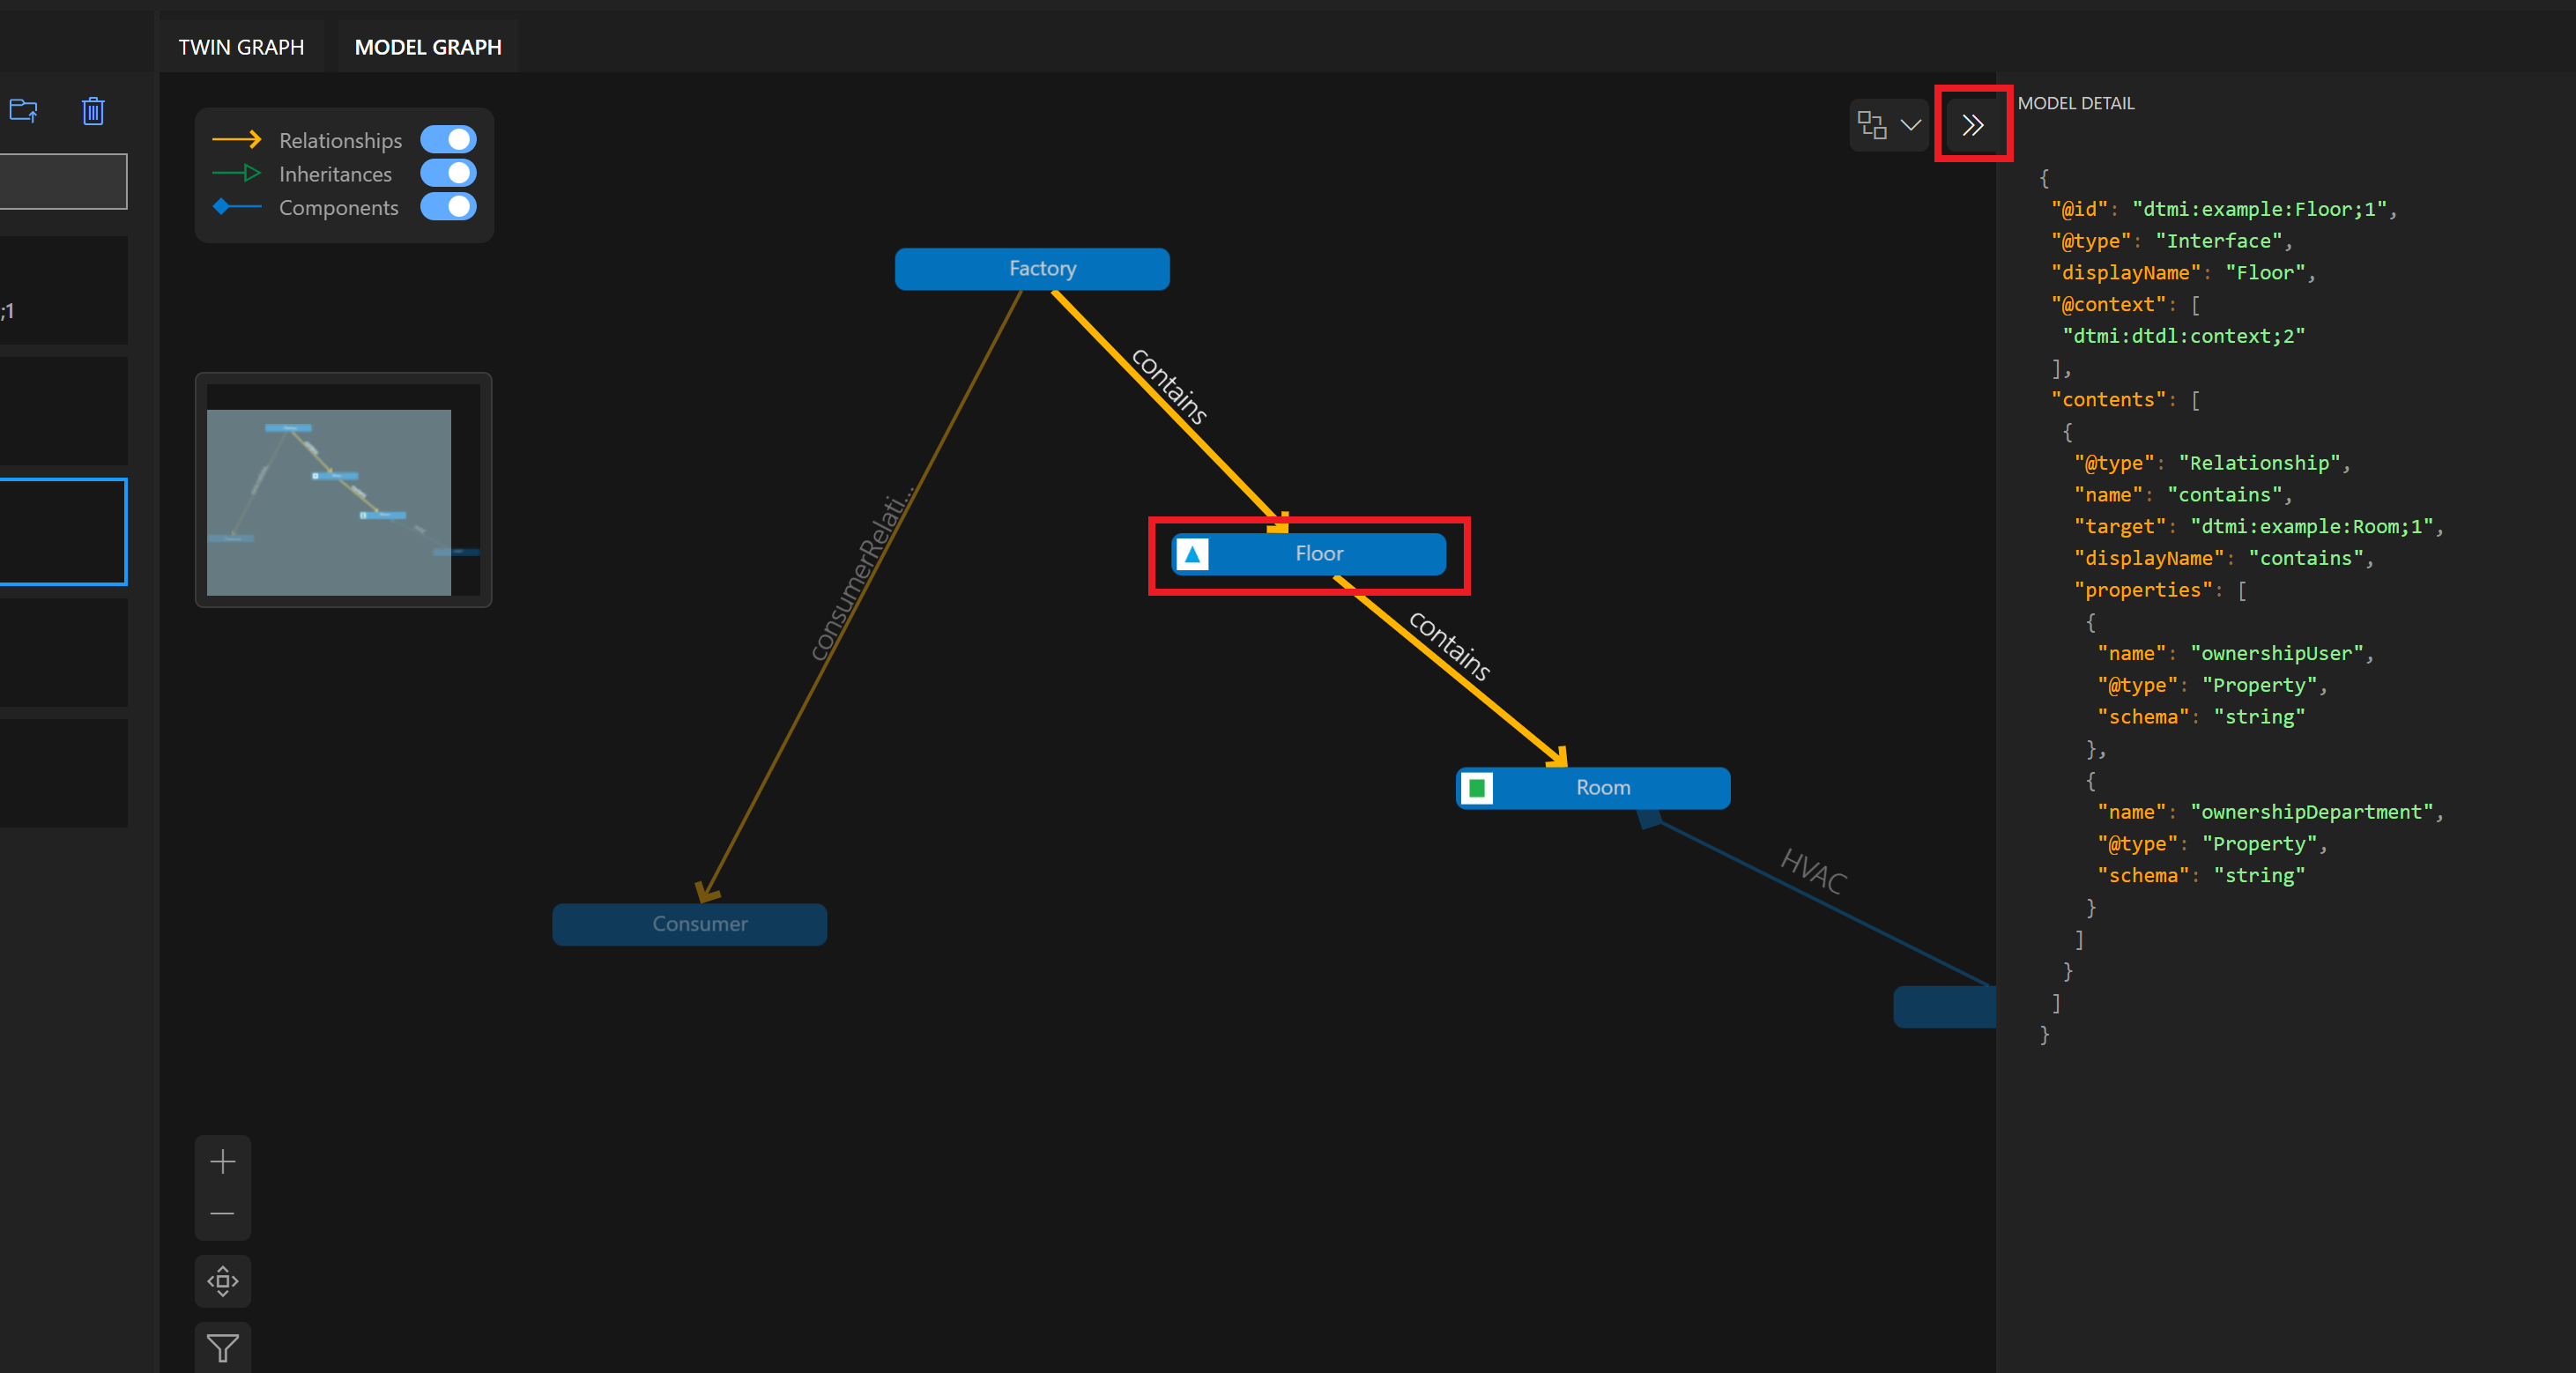 TWIN GRAPH
MODEL GRAPH
;1
Relationships
Inheritances
Components
Factory
contains
consumerRelati...
Floor
contains
Room
HVAC
Consumer
MODEL DETAIL
{
"@id": "dtmi:example:Floor;1",
"@type": "Interface",
"displayName": "Floor",
"@context": [
"dtmi:dtdl:context;2"
],
"contents": [
{
"@type": "Relationship",
"name": "contains",
"target": "dtmi:example:Room;1",
"displayName": "contains",
"properties": [
{
"name": "ownershipUser",
"@type": "Property",
"schema": "string"
},
{
"name": "ownershipDepartment",
"@type": "Property",
"schema": "string"
}
]
}
]
}